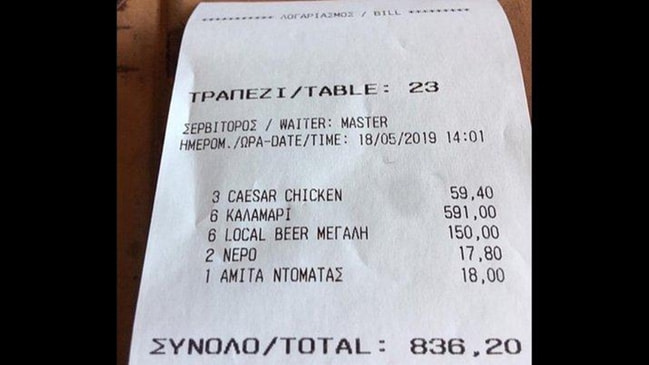 *********** ΛΟΓΑΡΙΑΣΜΟΣ / BILL **********
ΤΡΑΠΕΖΙ/TABLE: 23
ΣΕΡΒΙΤΟΡΟΣ / WAITER: MASTER
ΗΜΕΡΟΜ./ΩΡΑ-DATE/TIME: 18/05/2019 14:01
3 CAESAR CHICKEN 59,40
6 ΚΑΛΑΜΑΡΙ 591,00
6 LOCAL BEER ΜΕΓΑΛΗ 150,00
2 ΝΕΡΟ 17,80
1 ΑΜΙΤΑ ΝΤΟΜΑΤΑΣ 18,00
ΣΥΝΟΛΟ/TOTAL: 836,20